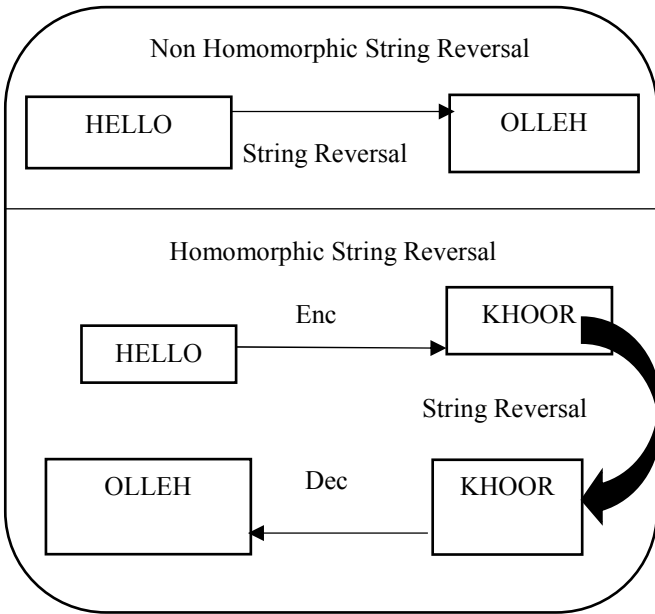 Non Homomorphic String Reversal
HELLO
OLLEH
String Reversal
Homomorphic String Reversal
Enc
KHOOR
HELLO
String Reversal
OLLEH
Dec
KHOOR